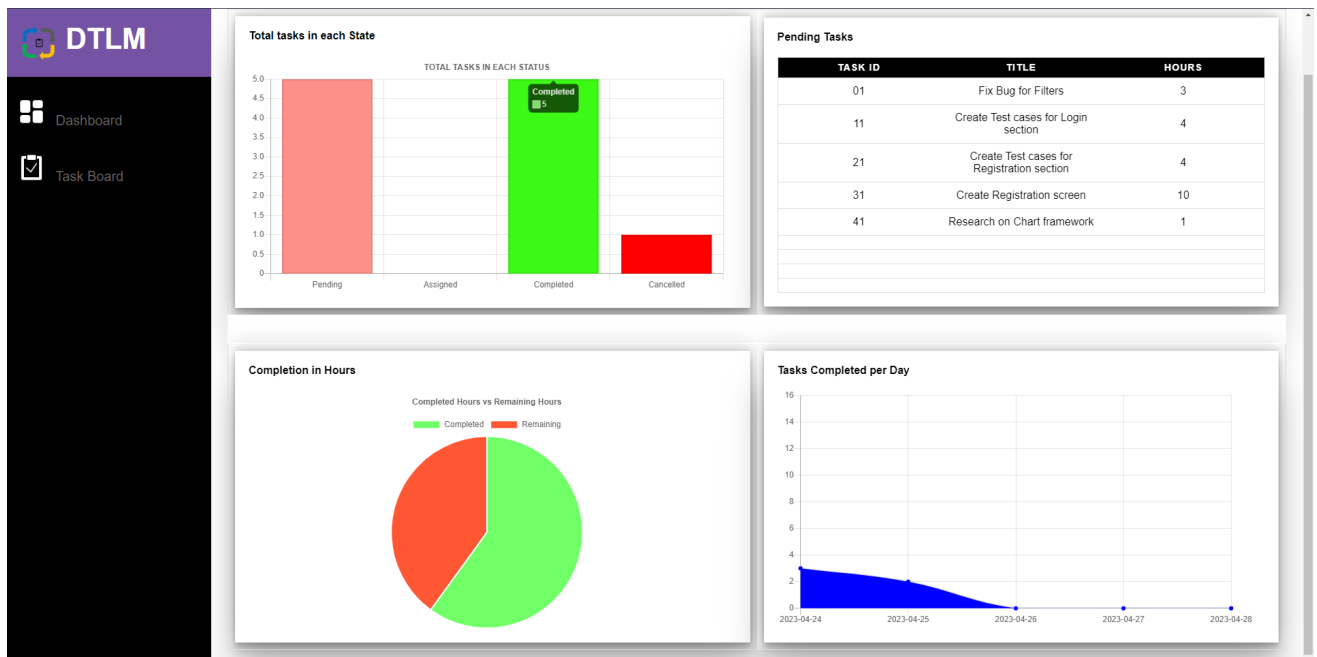 DTLM
Dashboard
Task Board
Total tasks in each State
TOTAL TASKS IN EACH STATUS
5.0
4.5
4.0
3.5
3.0
2.5
2.0
1.5
1.0
0.5
0
Completed
5
Pending Assigned Completed Cancelled
Pending Tasks
TASK ID TITLE HOURS
01 Fix Bug for Filters 3
11 Create Test cases for Login 4
section
21 Create Test cases for 4
Registration section
31 Create Registration screen 10
41 Research on Chart framework 1
Completion in Hours
Completed Hours vs Remaining Hours
Completed Remaining
Tasks Completed per Day
16
14
12
10
8
6
4
2
0
2023-04-24 2023-04-25 2023-04-26 2023-04-27 2023-04-28